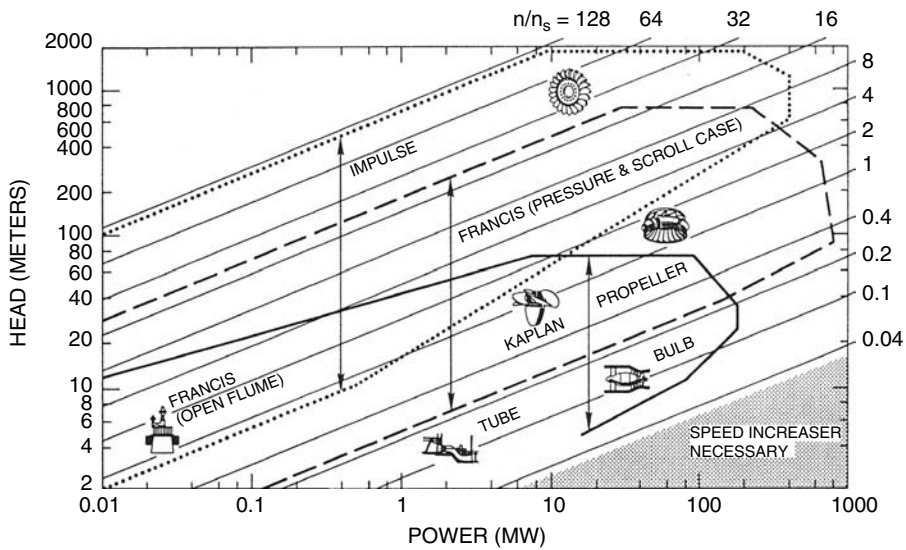 n/nₛ = 128 64 32 16
2000
1000
800
600
400
200
100
80
60
40
20
10
8
6
4
2
HEAD (METERS)
8
4
2
1
0.4
0.2
0.1
0.04
IMPULSE
FRANCIS (PRESSURE & SCROLL CASE)
PROPELLER
KAPLAN
BULB
FRANCIS
(OPEN FLUME)
TUBE
SPEED INCREASER
NECESSARY
0.01 0.1 1 10 100 1000
POWER (MW)